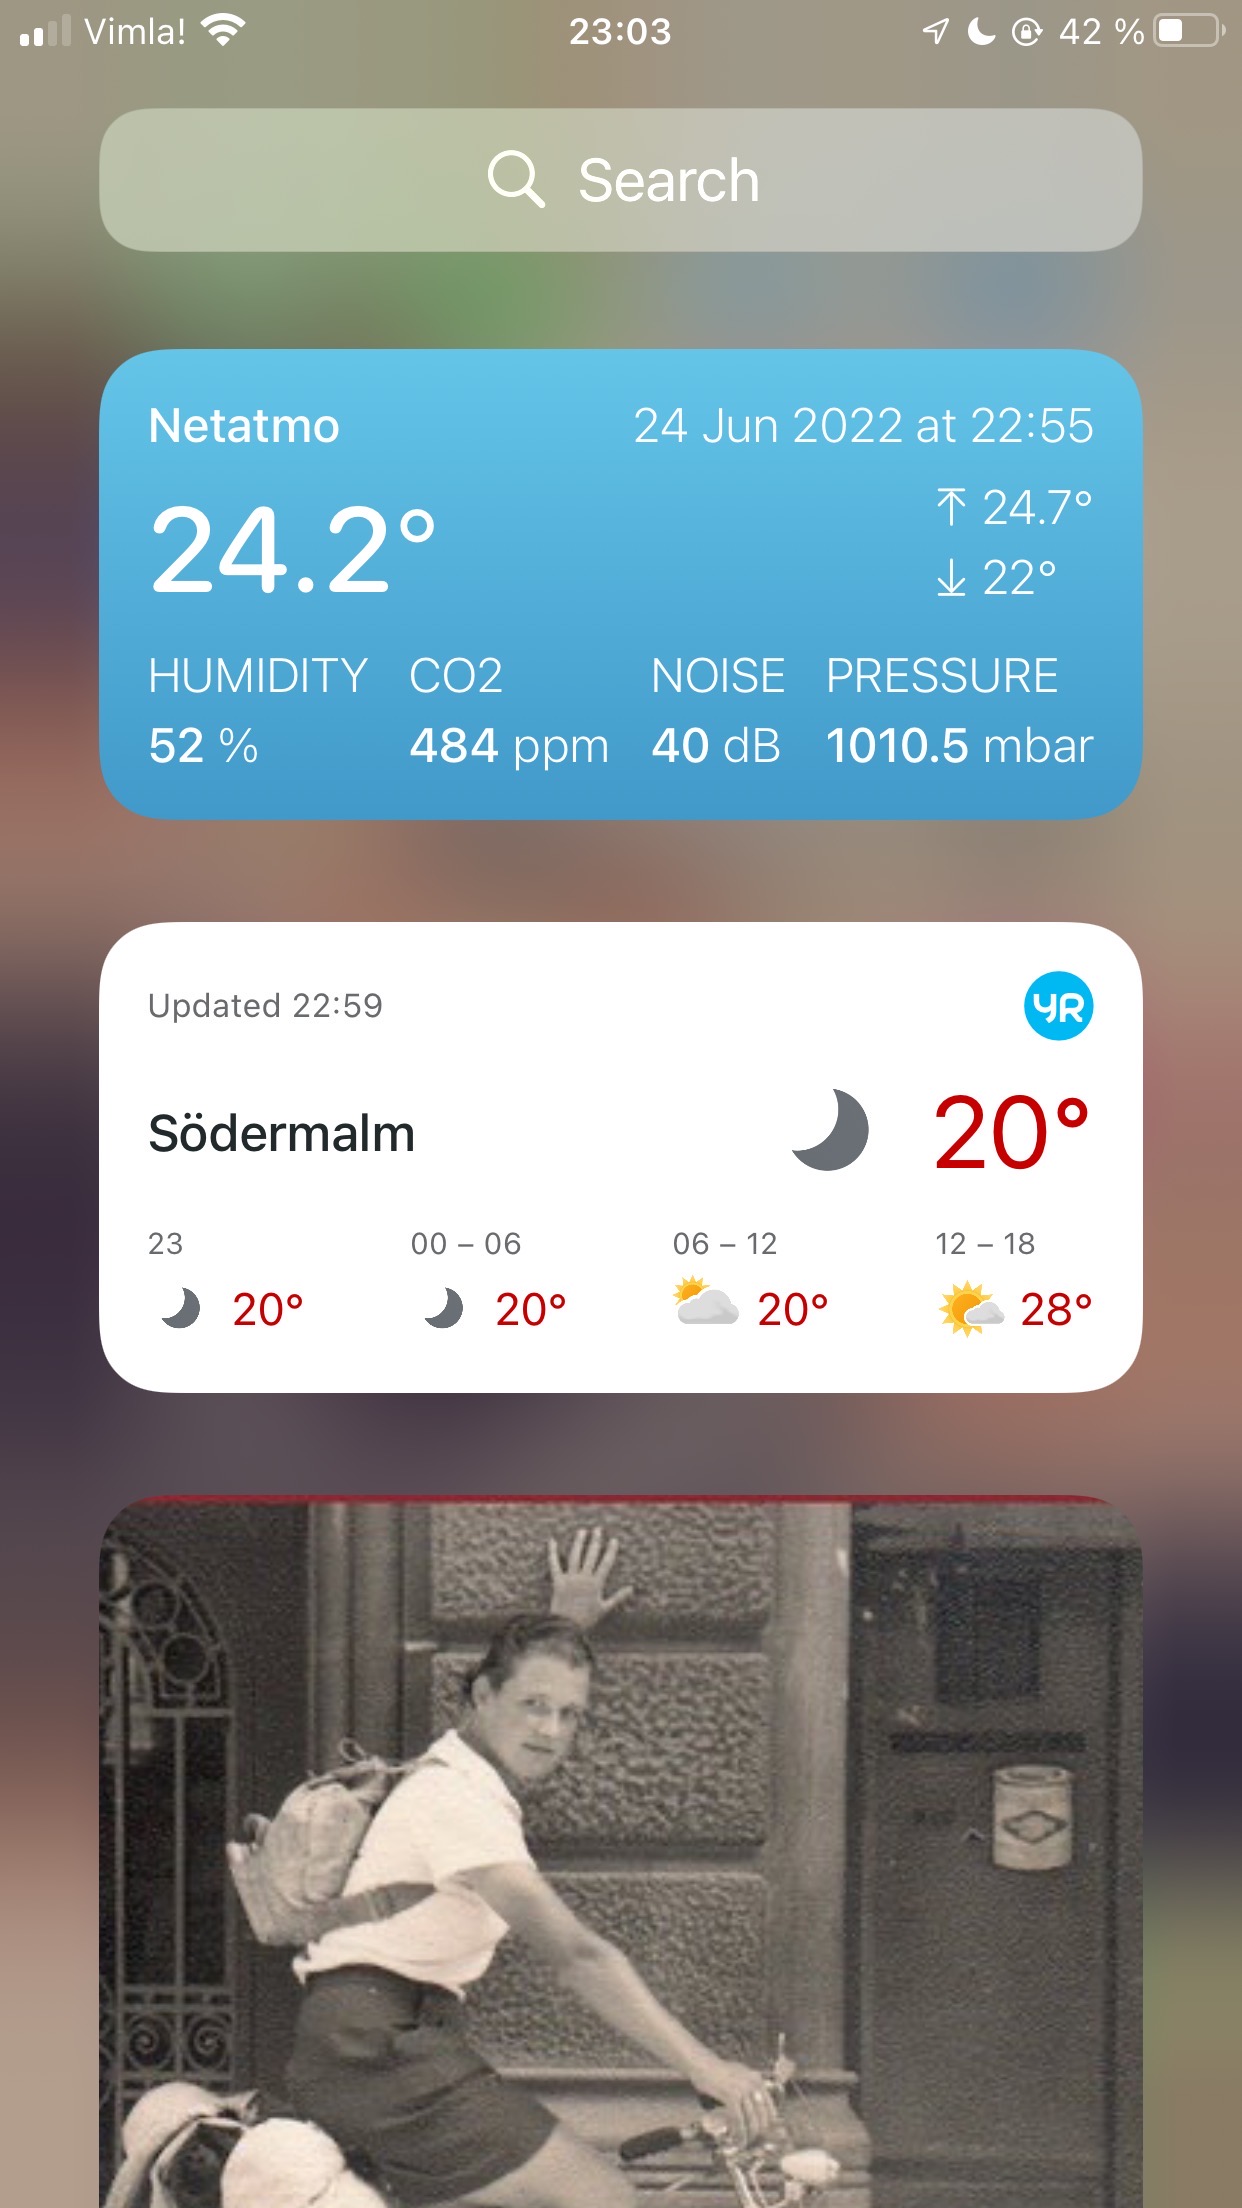 Vimla! 23:03 42 %
Search
Netatmo 24 Jun 2022 at 22:55
24.2° 24.7°
22°
HUMIDITY CO2 NOISE PRESSURE
52 % 484 ppm 40 dB 1010.5 mbar
Updated 22:59 YR
Södermalm 20°
23 00 – 06 06 – 12 12 – 18
20° 20° 20° 28°